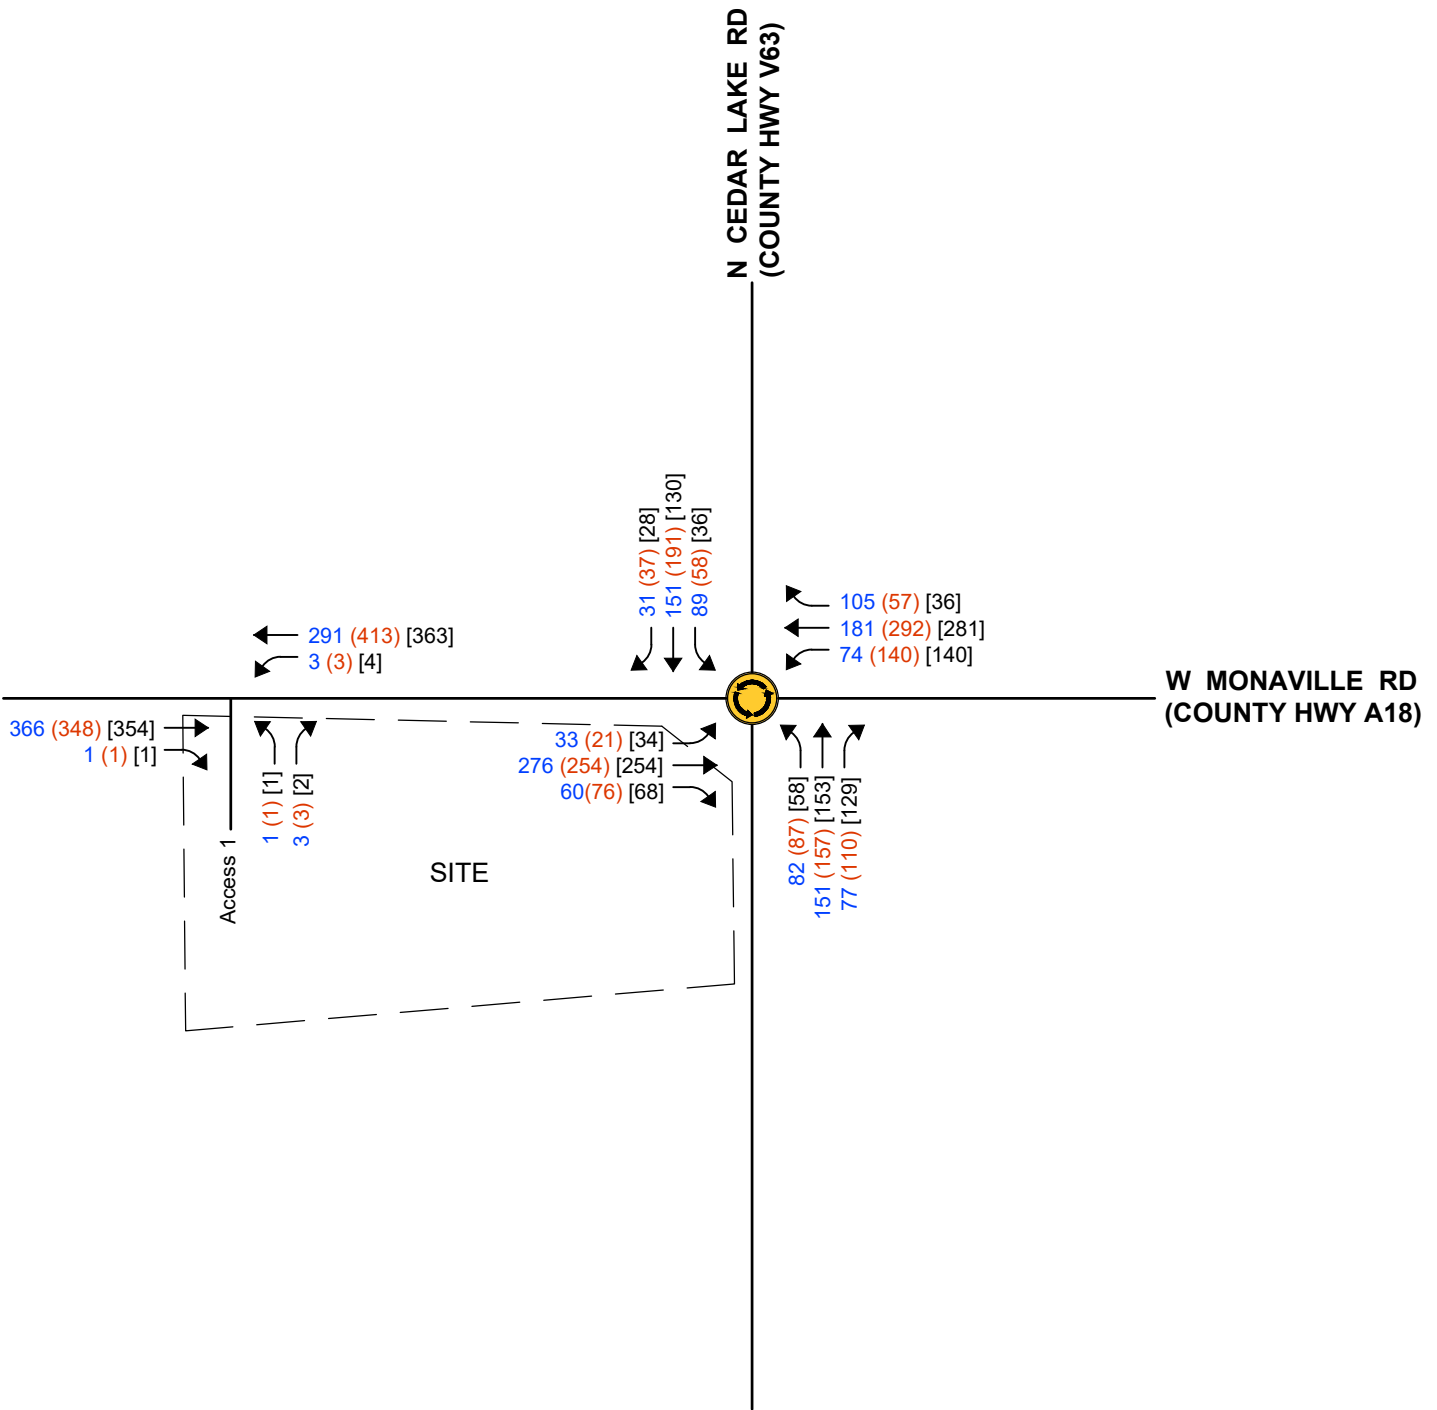 N CEDAR LAKE RD
(COUNTY HWY V63)
31 (37) [28]
151 (191) [130]
89 (58) [36]
105 (57) [36]
181 (292) [281]
74 (140) [140]
291 (413) [363]
3 (3) [4]
W MONAVILLE RD
(COUNTY HWY A18)
366 (348) [354]
1 (1) [1]
1 (1) [1]
3 (3) [2]
33 (21) [34]
276 (254) [254]
60(76) [68]
82 (87) [58]
151 (157) [153]
77 (110) [129]
Access 1
SITE